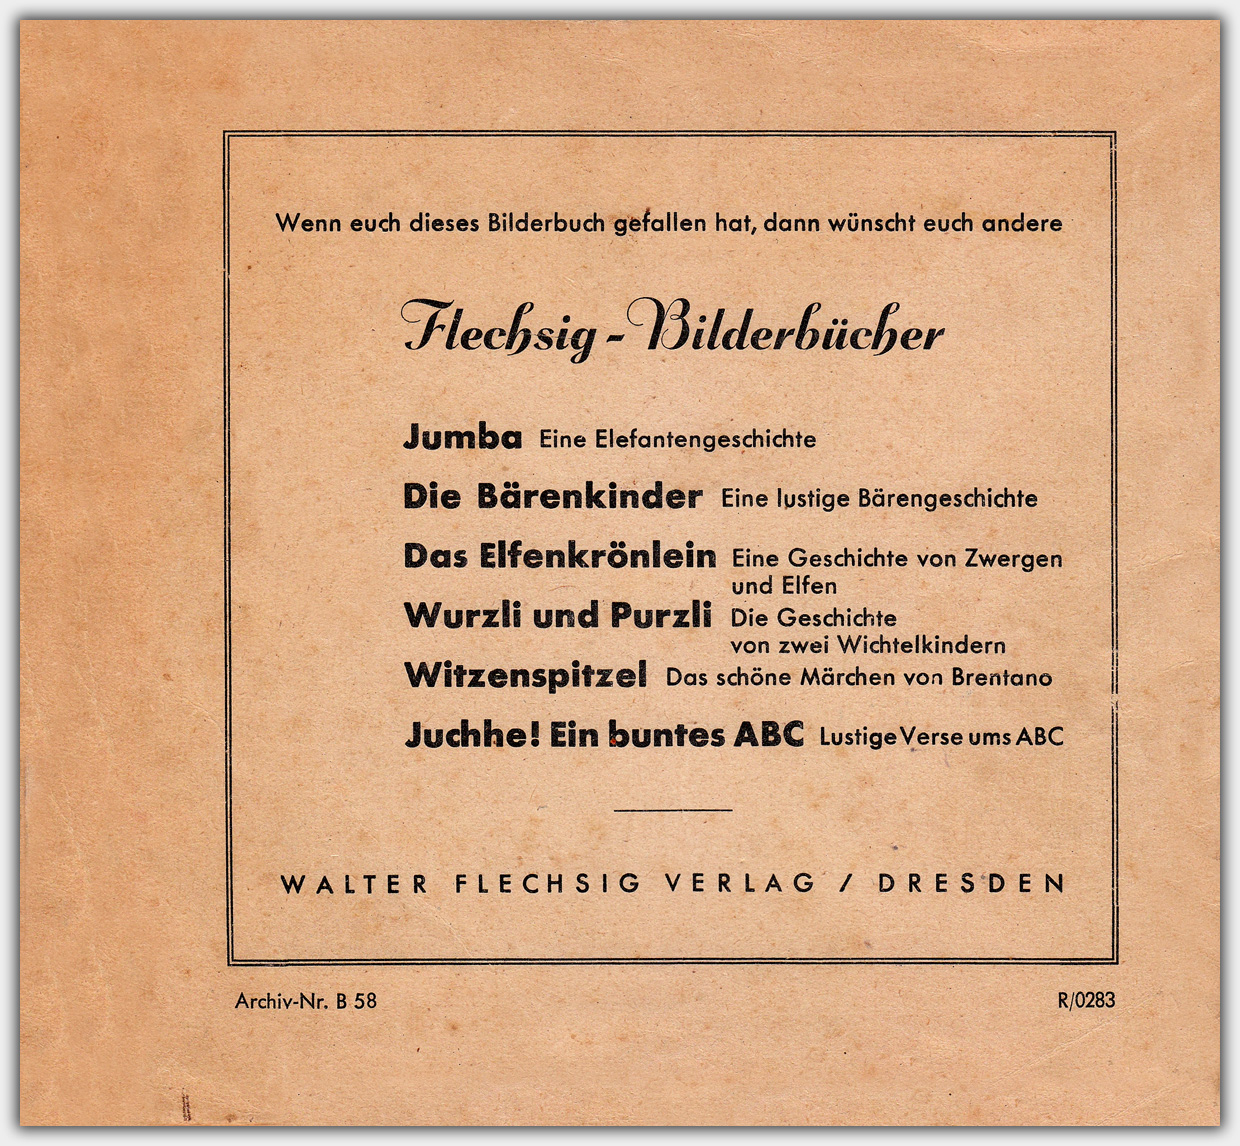 Wenn euch dieses Bilderbuch gefallen hat, dann wünscht euch andere
Flechsig-Bilderbücher
Jumba Eine Elefantengeschichte
Die Bärenkinder Eine lustige Bärengeschichte
Das Elfenkrönlein Eine Geschichte von Zwergen
und Elfen
Wurzli und Purzli Die Geschichte
von zwei Wichtelkindern
Witzenspitzel Das schöne Märchen von Brentano
Juchhe! Ein buntes ABC Lustige Verse ums ABC
WALTER FLECHSIG VERLAG / DRESDEN
Archiv-Nr. B 58
R/0283